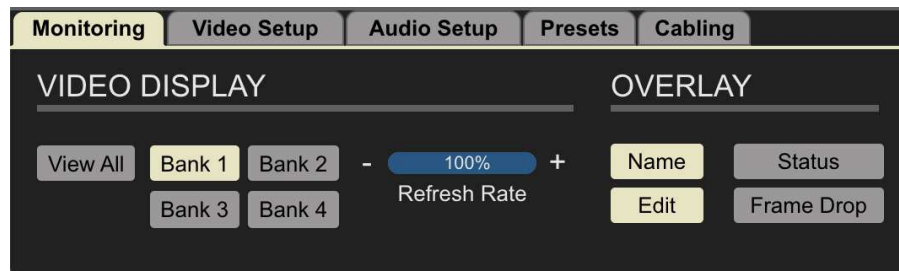 Monitoring Video Setup Audio Setup Presets Cabling
VIDEO DISPLAY OVERLAY
View All Bank 1 Bank 2 - 100% + Name Status
Refresh Rate
Bank 3 Bank 4 Edit Frame Drop